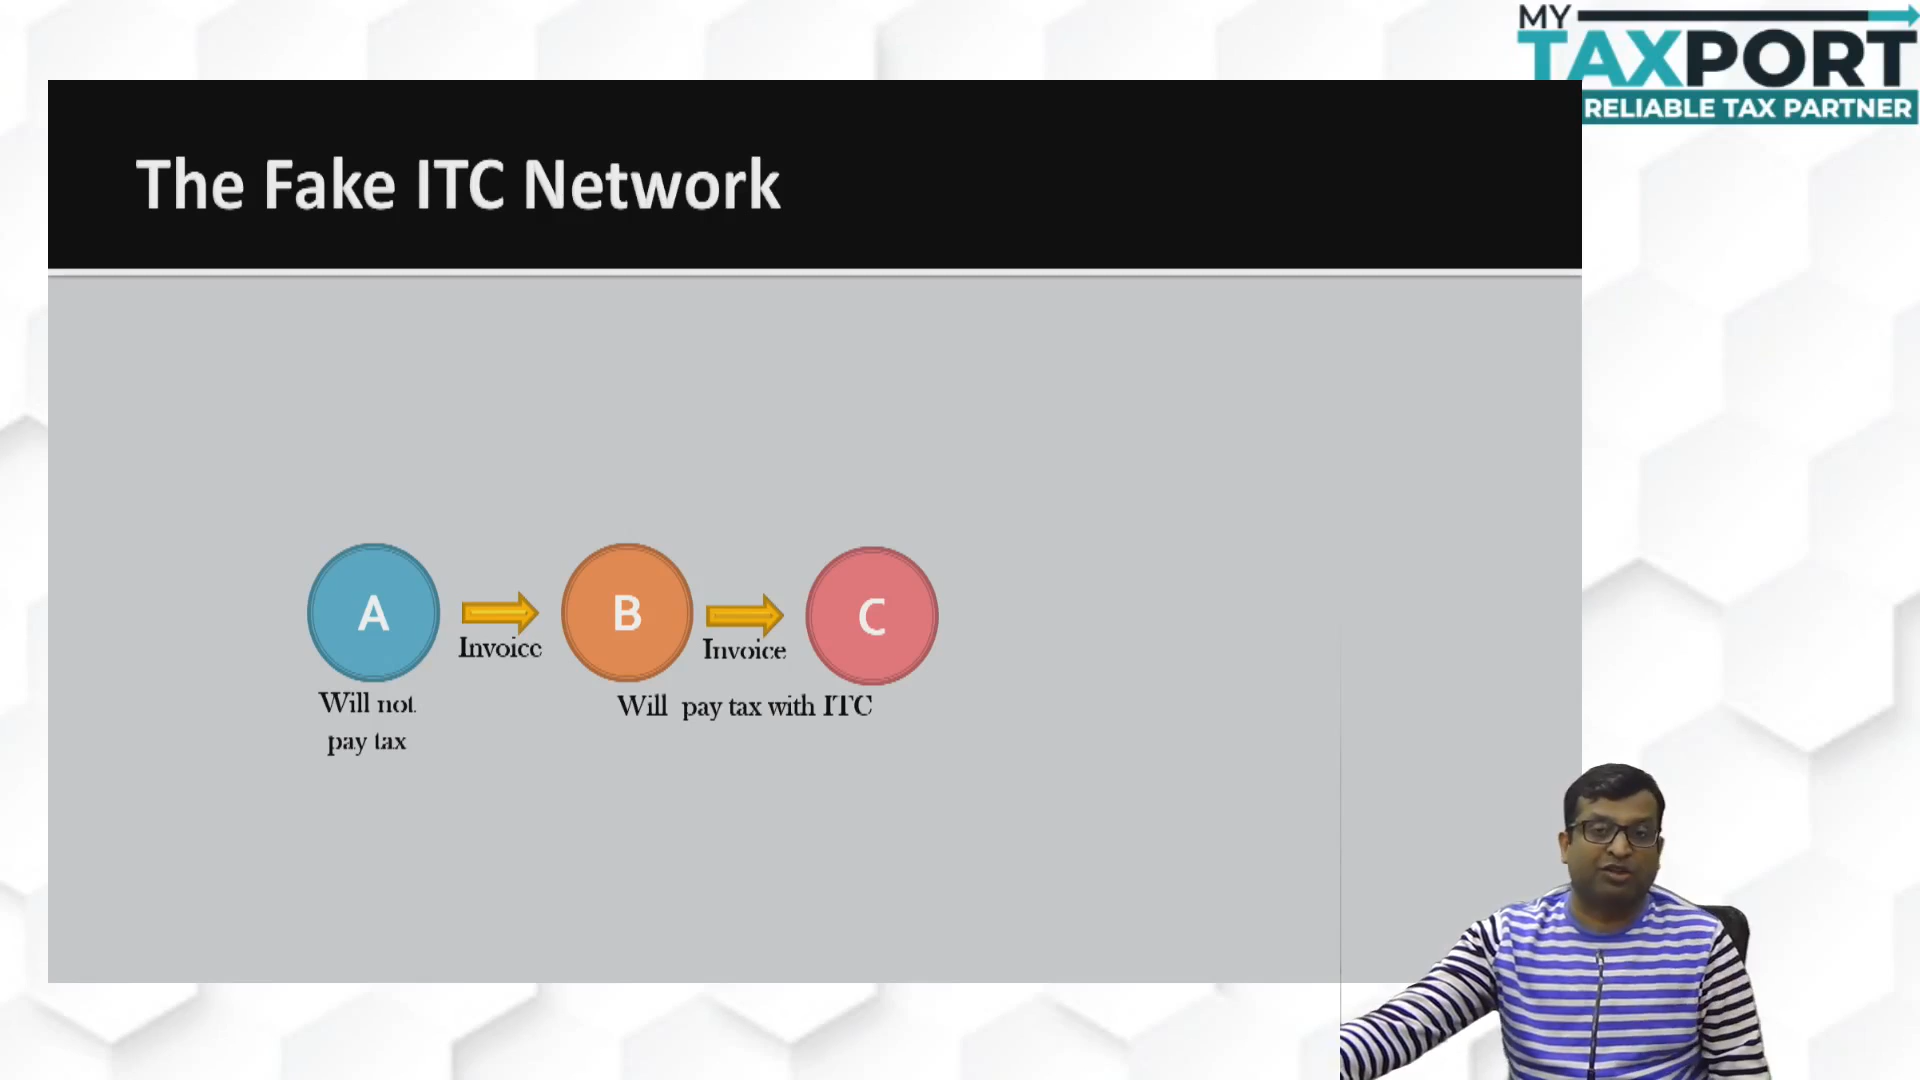 MY
TAXPORT
RELIABLE TAX PARTNER
The Fake ITC Network
A
B
C
Invoice
Invoice
Will not
pay tax
Will pay tax with ITC